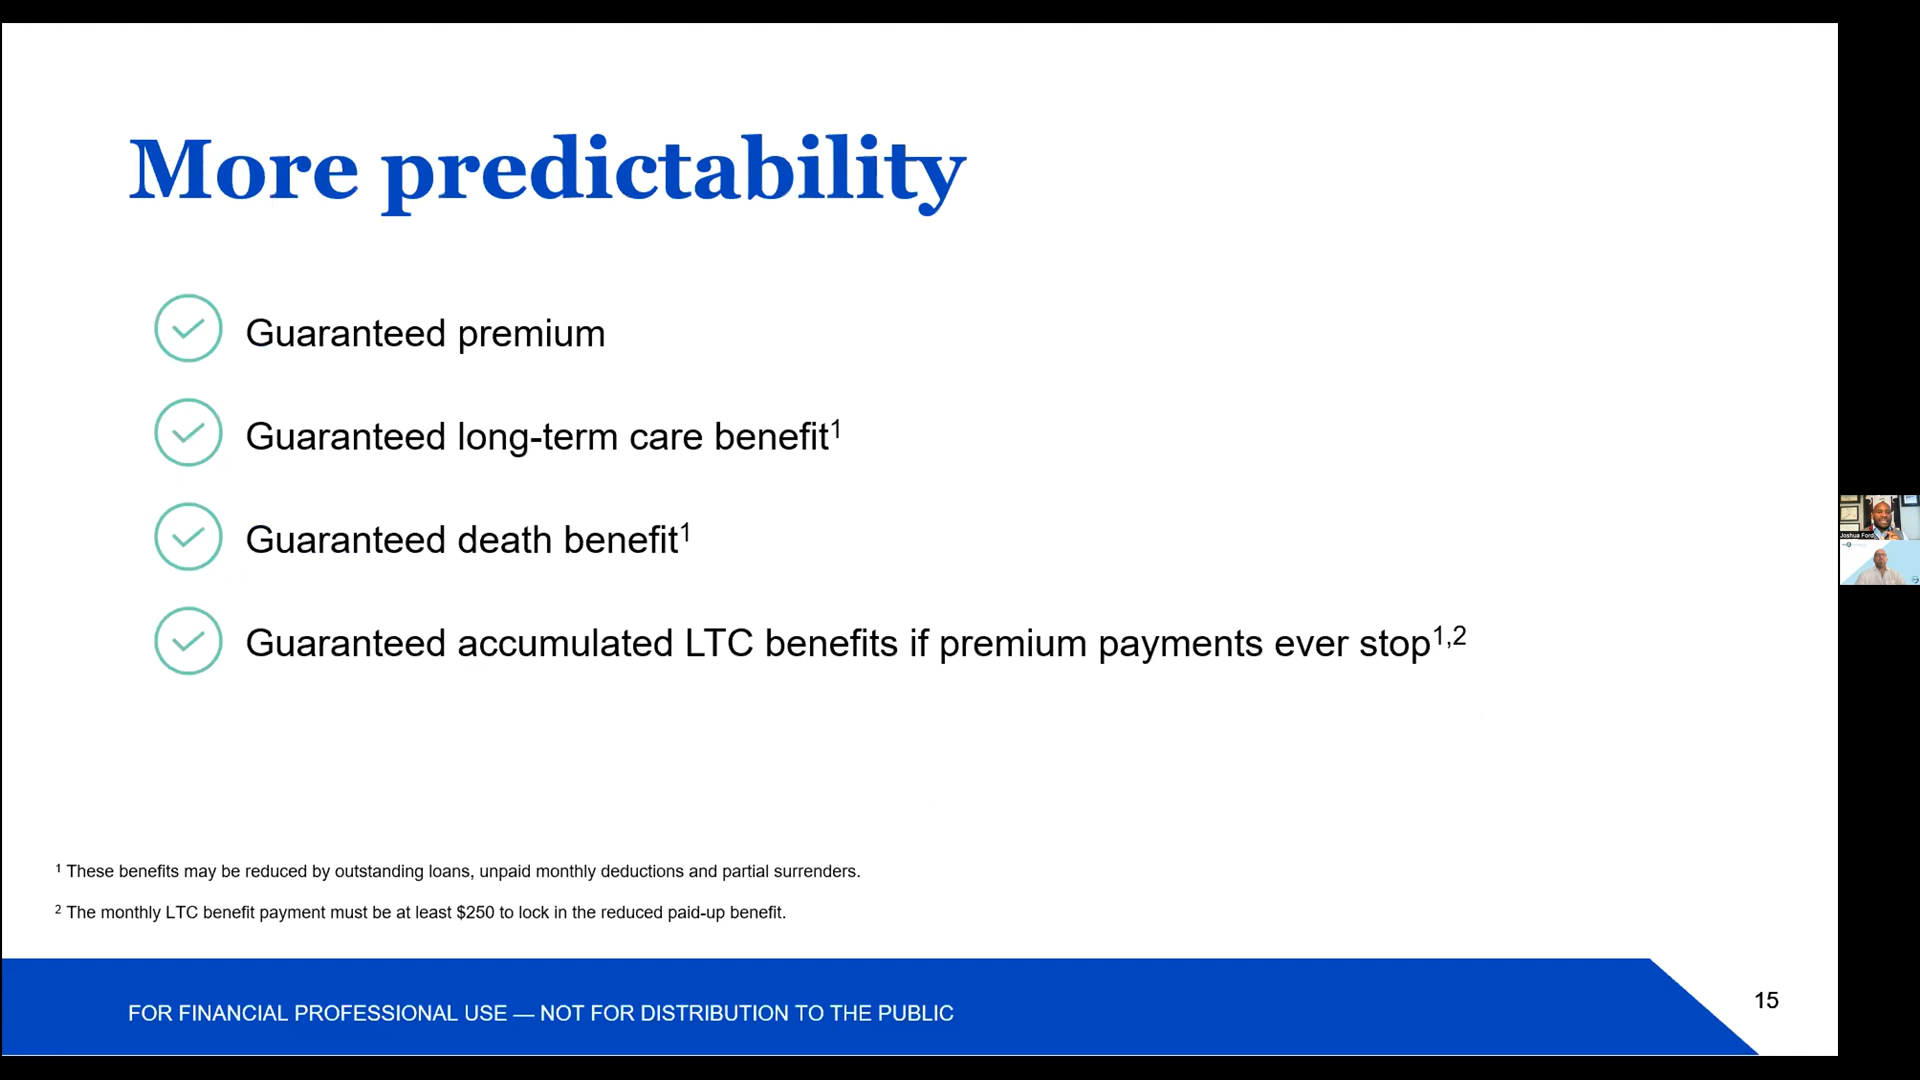 More predictability
Guaranteed premium
Guaranteed long-term care benefit¹
Guaranteed death benefit¹
Guaranteed accumulated LTC benefits if premium payments ever stop¹,²
¹ These benefits may be reduced by outstanding loans, unpaid monthly deductions and partial surrenders.
² The monthly LTC benefit payment must be at least $250 to lock in the reduced paid-up benefit.
FOR FINANCIAL PROFESSIONAL USE — NOT FOR DISTRIBUTION TO THE PUBLIC
15
Joshua Ford